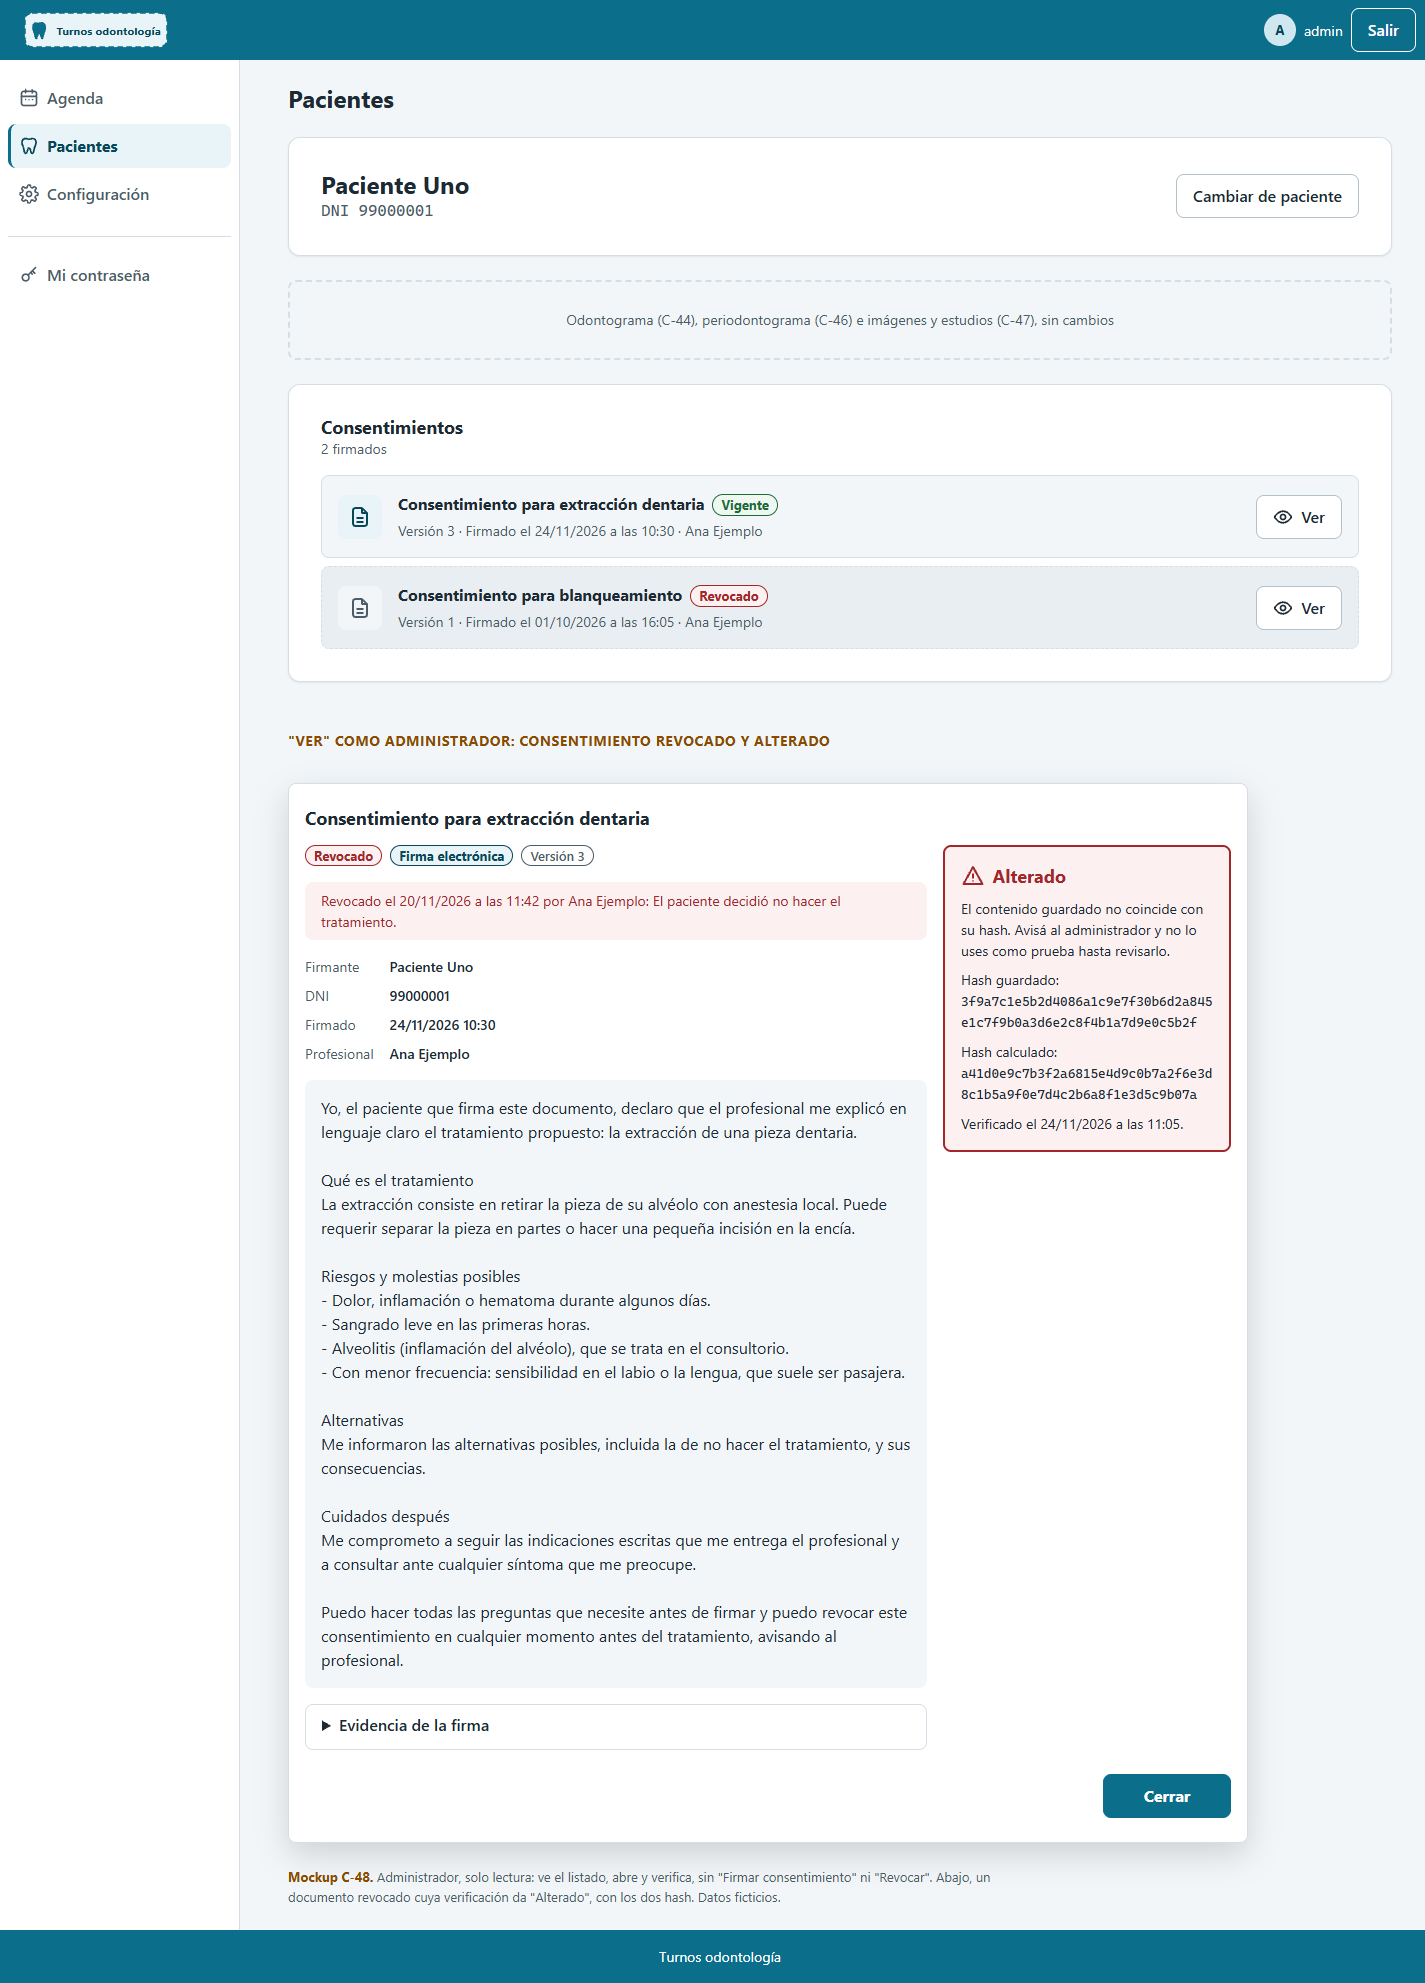 Turnos odontología
A
admin
Salir
Agenda
Pacientes
Configuración
Mi contraseña
Pacientes
Paciente Uno
DNI 99000001
Cambiar de paciente
Odontograma (C-44), periodontograma (C-46) e imágenes y estudios (C-47), sin cambios
Consentimientos
2 firmados
Consentimiento para extracción dentaria Vigente
Versión 3 · Firmado el 24/11/2026 a las 10:30 · Ana Ejemplo
Ver
Consentimiento para blanqueamiento Revocado
Versión 1 · Firmado el 01/10/2026 a las 16:05 · Ana Ejemplo
Ver
"VER" COMO ADMINISTRADOR: CONSENTIMIENTO REVOCADO Y ALTERADO
Consentimiento para extracción dentaria
Revocado Firma electrónica Versión 3
Revocado el 20/11/2026 a las 11:42 por Ana Ejemplo: El paciente decidió no hacer el
tratamiento.
Firmante Paciente Uno
DNI 99000001
Firmado 24/11/2026 10:30
Profesional Ana Ejemplo
Yo, el paciente que firma este documento, declaro que el profesional me explicó en
lenguaje claro el tratamiento propuesto: la extracción de una pieza dentaria.
Qué es el tratamiento
La extracción consiste en retirar la pieza de su alvéolo con anestesia local. Puede
requerir separar la pieza en partes o hacer una pequeña incisión en la encía.
Riesgos y molestias posibles
- Dolor, inflamación o hematoma durante algunos días.
- Sangrado leve en las primeras horas.
- Alveolitis (inflamación del alvéolo), que se trata en el consultorio.
- Con menor frecuencia: sensibilidad en el labio o la lengua, que suele ser pasajera.
Alternativas
Me informaron las alternativas posibles, incluida la de no hacer el tratamiento, y sus
consecuencias.
Cuidados después
Me comprometo a seguir las indicaciones escritas que me entrega el profesional y
a consultar ante cualquier síntoma que me preocupe.
Puedo hacer todas las preguntas que necesite antes de firmar y puedo revocar este
consentimiento en cualquier momento antes del tratamiento, avisando al
profesional.
Evidencia de la firma
Alterado
El contenido guardado no coincide con
su hash. Avisá al administrador y no lo
uses como prueba hasta revisarlo.
Hash guardado:
3f9a7c1e5b2d4086a1c9e7f30b6d2a845
e1c7f9b0a3d6e2c8f4b1a7d9e0c5b2f
Hash calculado:
a41d0e9c7b3f2a6815e4d9c0b7a2f6e3d
8c1b5a9f0e7d4c2b6a8f1e3d5c9b07a
Verificado el 24/11/2026 a las 11:05.
Cerrar
Mockup C-48. Administrador, solo lectura: ve el listado, abre y verifica, sin "Firmar consentimiento" ni "Revocar". Abajo, un
documento revocado cuya verificación da "Alterado", con los dos hash. Datos ficticios.
Turnos odontología